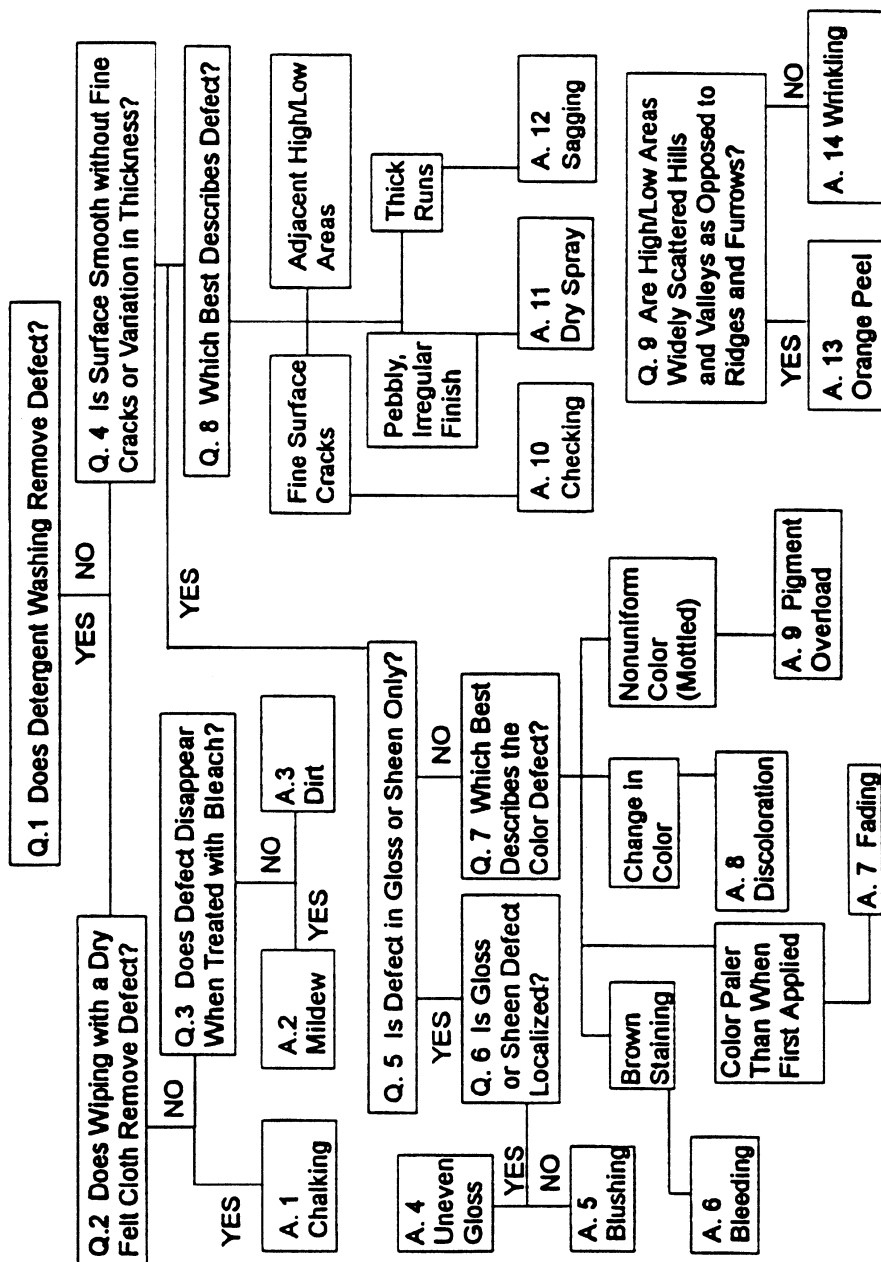 Q.1 Does Detergent Washing Remove Defect?
YES
NO
Q.2 Does Wiping with a Dry
Felt Cloth Remove Defect?
NO
YES
Q.3 Does Defect Disappear
When Treated with Bleach?
NO
YES
A. 1
Chalking
A.2
Mildew
A.3
Dirt
Q. 4 Is Surface Smooth without Fine
Cracks or Variation in Thickness?
YES
Q. 5 Is Defect in Gloss or Sheen Only?
YES
NO
Q. 6 Is Gloss
or Sheen Defect
Localized?
YES
NO
A. 4
Uneven
Gloss
A. 5
Blushing
Q. 7 Which Best
Describes the
Color Defect?
Brown
Staining
A. 6
Bleeding
Color Paler
Than When
First Applied
A. 7 Fading
Change in
Color
A. 8
Discoloration
Nonuniform
Color
(Mottled)
A. 9 Pigment
Overload
Q. 8 Which Best Describes Defect?
Fine Surface
Cracks
Adjacent High/Low
Areas
Pebbly,
Irregular
Finish
Thick
Runs
A. 10
Checking
A. 11
Dry Spray
A. 12
Sagging
Q. 9 Are High/Low Areas
Widely Scattered Hills
and Valleys as Opposed to
Ridges and Furrows?
YES
NO
A. 13
Orange Peel
A. 14 Wrinkling